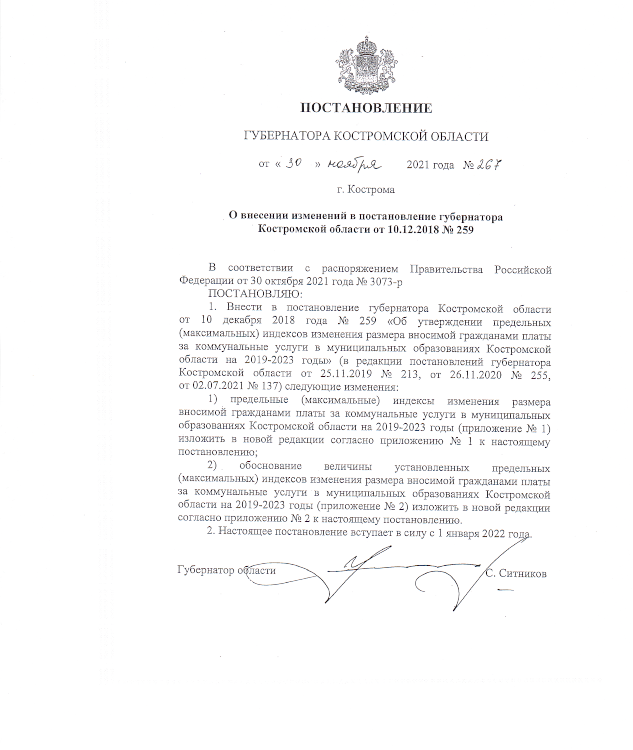 ПОСТАНОВЛЕНИЕ
ГУБЕРНАТОРА КОСТРОМСКОЙ ОБЛАСТИ
от « 30 » ноября 2021 года № 267
г. Кострома
О внесении изменений в постановление губернатора
Костромской области от 10.12.2018 № 259
В соответствии с распоряжением Правительства Российской
Федерации от 30 октября 2021 года № 3073-р
ПОСТАНОВЛЯЮ:
1. Внести в постановление губернатора Костромской области
от 10 декабря 2018 года № 259 «Об утверждении предельных
(максимальных) индексов изменения размера вносимой гражданами платы
за коммунальные услуги в муниципальных образованиях Костромской
области на 2019-2023 годы» (в редакции постановлений губернатора
Костромской области от 25.11.2019 № 213, от 26.11.2020 № 255,
от 02.07.2021 № 137) следующие изменения:
1) предельные (максимальные) индексы изменения размера
вносимой гражданами платы за коммунальные услуги в муниципальных
образованиях Костромской области на 2019-2023 годы (приложение № 1)
изложить в новой редакции согласно приложению № 1 к настоящему
постановлению;
2) обоснование величины установленных предельных
(максимальных) индексов изменения размера вносимой гражданами платы
за коммунальные услуги в муниципальных образованиях Костромской
области на 2019-2023 годы (приложение № 2) изложить в новой редакции
согласно приложению № 2 к настоящему постановлению.
2. Настоящее постановление вступает в силу с 1 января 2022 года.
Губернатор области С. Ситников